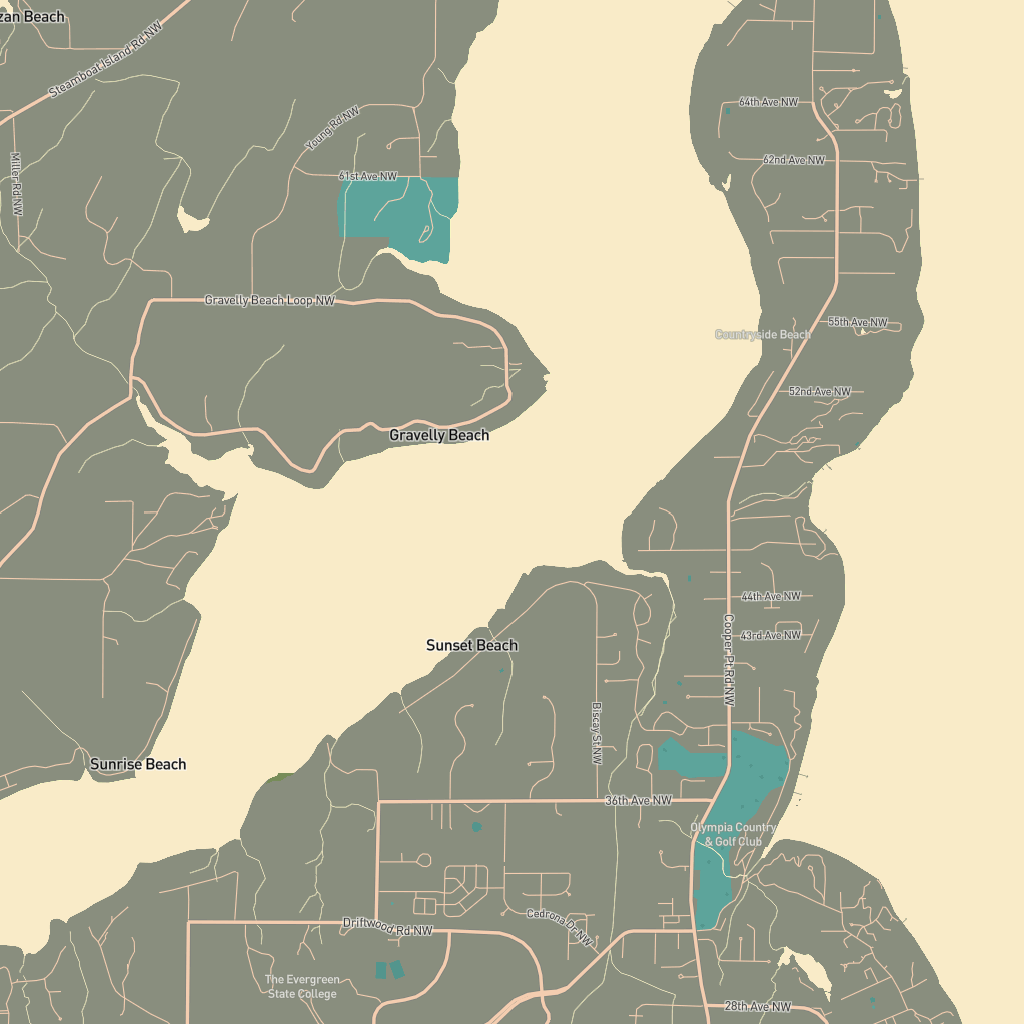 zan Beach
Steamboat Island Rd NW
64th Ave NW
Young Rd NW
62nd Ave NW
Miller Rd NW
61st Ave NW
Gravelly Beach Loop NW
55th Ave NW
Countryside Beach
52nd Ave NW
Gravelly Beach
44th Ave NW
43rd Ave NW
Sunset Beach
Cooper Pt Rd NW
Biscay St NW
Sunrise Beach
36th Ave NW
Olympia Country
& Golf Club
Cedrona Dr NW
Driftwood Rd NW
The Evergreen
State College
28th Ave NW